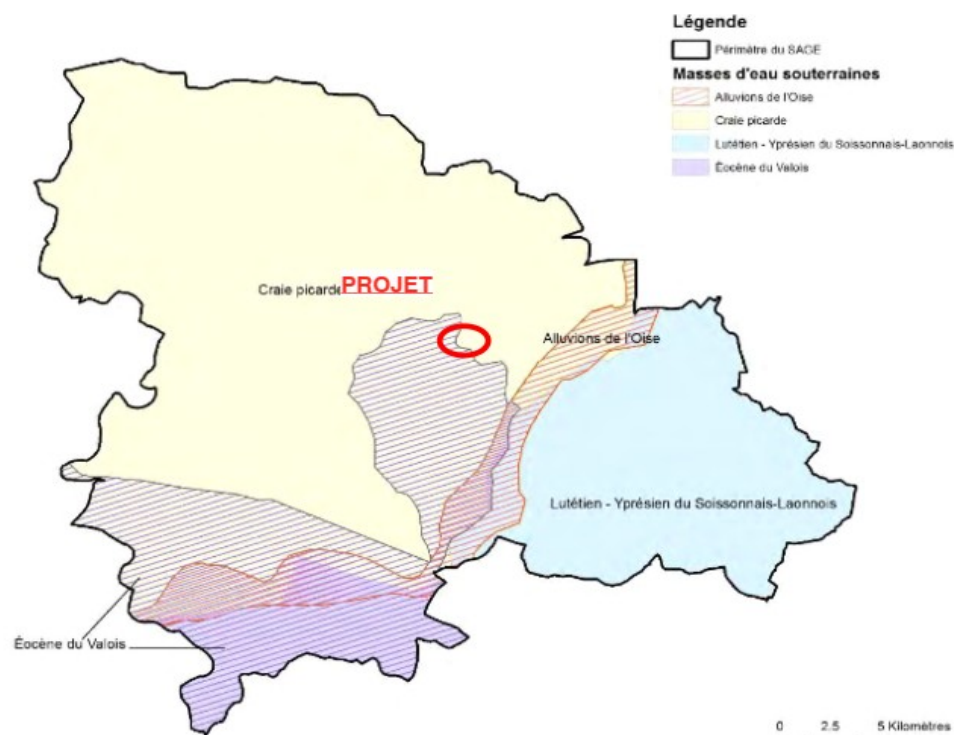 Légende
Périmètre du SAGE
Masses d'eau souterraines
Alluvions de l'Oise
Craie picarde
Lutétien - Yprésien du Soissonnais-Laonnois
Éocène du Valois
Craie picarde PROJET
Alluvions de l'Oise
Lutétien - Yprésien du Soissonnais-Laonnois
Éocène du Valois
0 2.5 5 Kilomètres